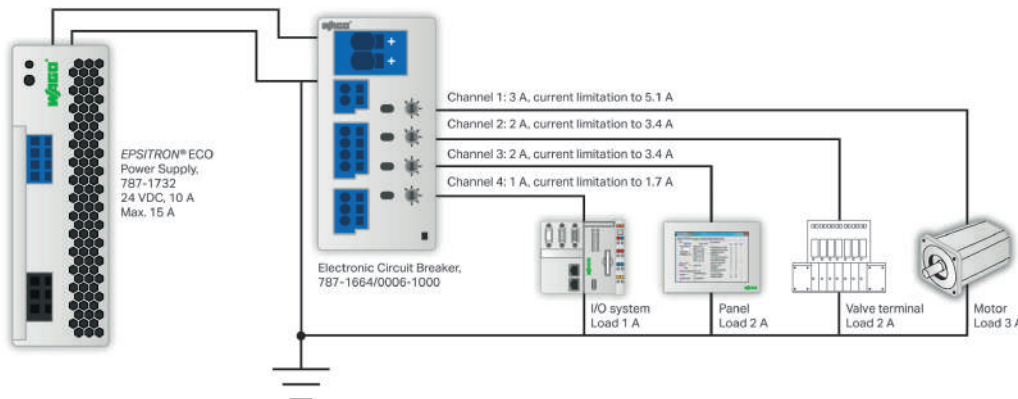 WAGO
EPSITRON® ECO
Power Supply,
787-1732
24 VDC, 10 A
Max. 15 A
WAGO
+
+
Electronic Circuit Breaker,
787-1664/0006-1000
Channel 1: 3 A, current limitation to 5.1 A
Channel 2: 2 A, current limitation to 3.4 A
Channel 3: 2 A, current limitation to 3.4 A
Channel 4: 1 A, current limitation to 1.7 A
I/O system
Load 1 A
Panel
Load 2 A
Valve terminal
Load 2 A
Motor
Load 3 A